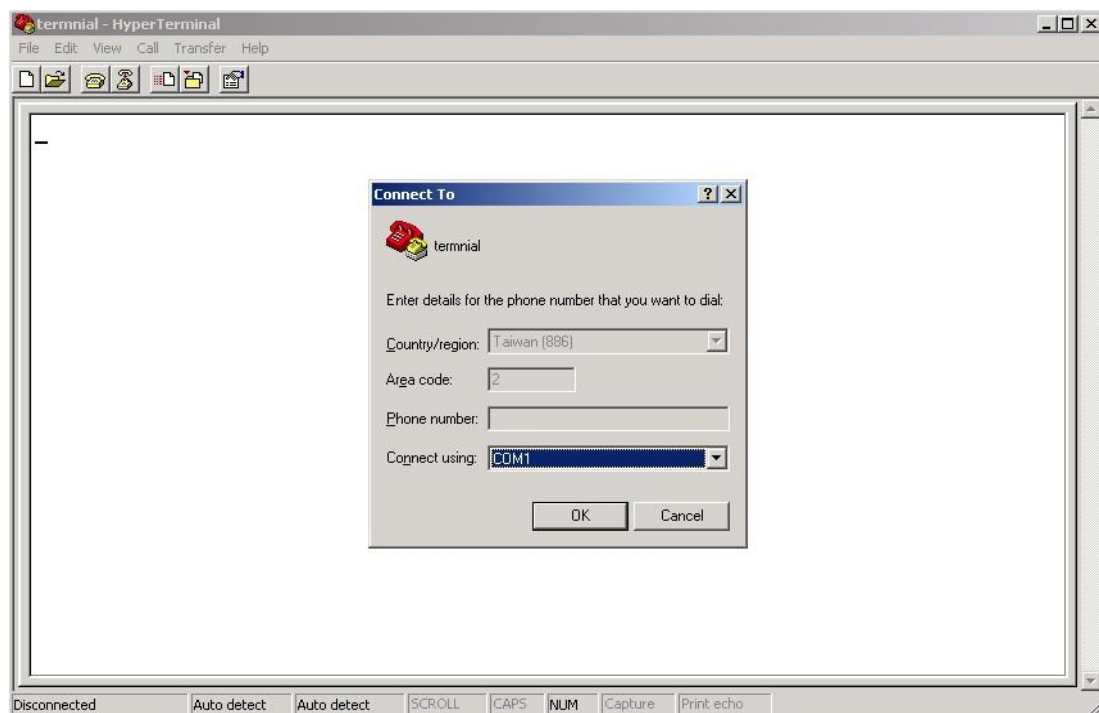 termnial - HyperTerminal
File Edit View Call Transfer Help
Connect To
termnial
Enter details for the phone number that you want to dial:
Country/region: Taiwan (886)
Area code: 2
Phone number:
Connect using: COM1
OK Cancel
Disconnected Auto detect Auto detect SCROLL CAPS NUM Capture Print echo